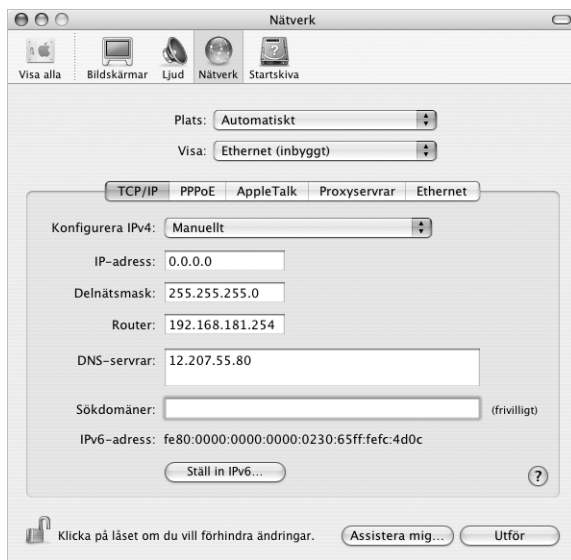 Nätverk
Visa alla Bildskärmar Ljud Nätverk Startskiva
Plats: Automatiskt
Visa: Ethernet (inbyggt)
TCP/IP PPPoE AppleTalk Proxyservrar Ethernet
Konfigurera IPv4: Manuellt
IP-adress: 0.0.0.0
Delnätsmask: 255.255.255.0
Router: 192.168.181.254
DNS-servrar: 12.207.55.80
Sökdomäner: (frivilligt)
IPv6-adress: fe80:0000:0000:0000:0230:65ff:fefc:4d0c
Ställ in IPv6... ?
Klicka på låset om du vill förhindra ändringar. Assistera mig... Utför